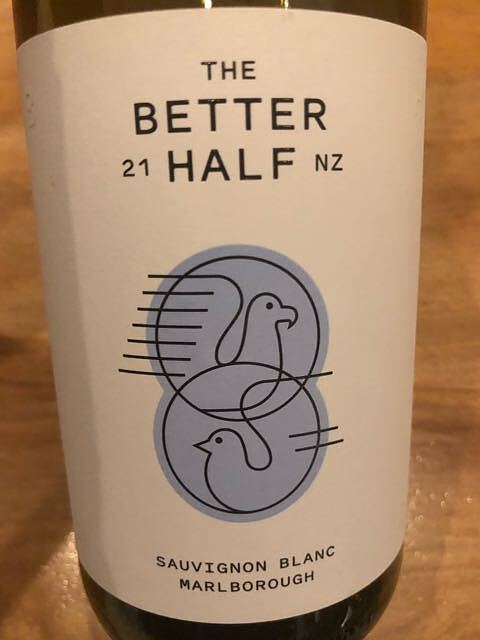 THE
BETTER
21 HALF NZ
SAUVIGNON BLANC
MARLBOROUGH